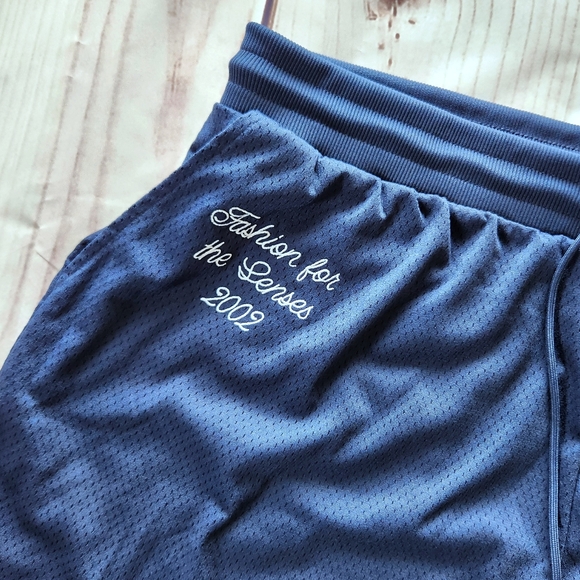 Fashion for
the Senses
2002